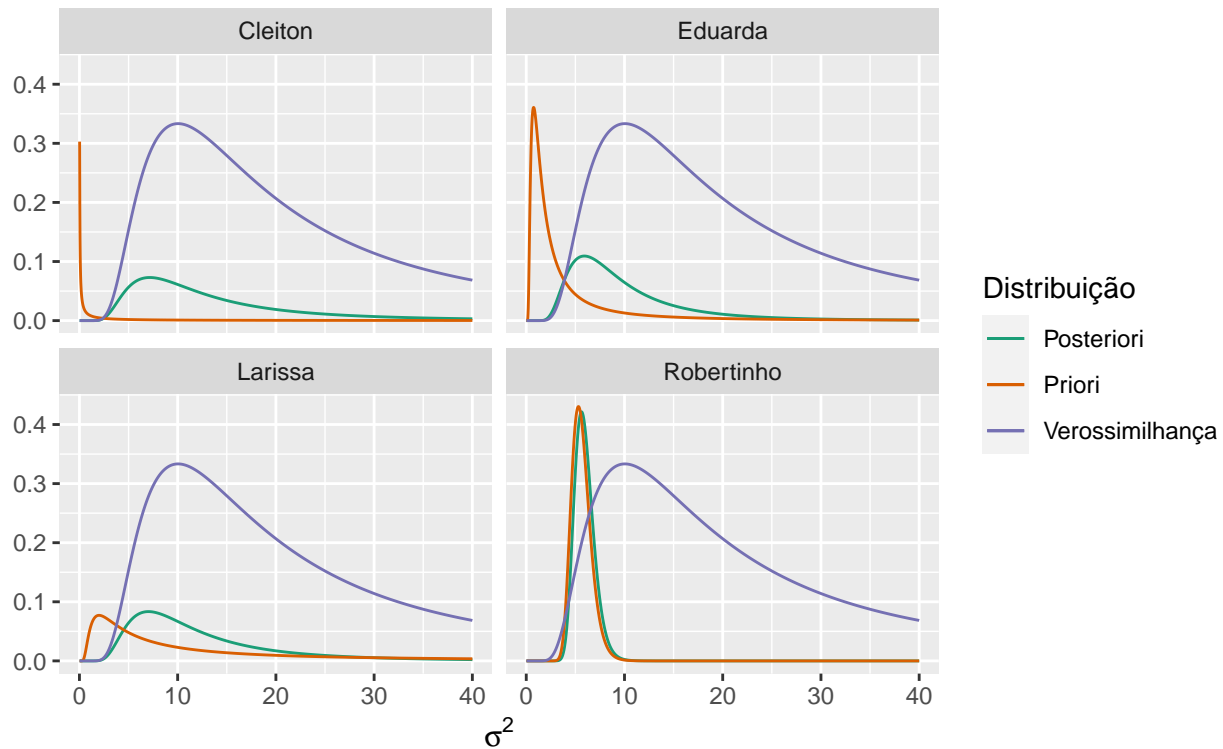 Cleiton
Eduarda
0.4
0.3
0.2
0.1
0.0
Larissa
Robertinho
0.4
0.3
0.2
0.1
0.0
0 10 20 30 40
0 10 20 30 40
σ²
Distribuição
Posteriori
Priori
Verossimilhança